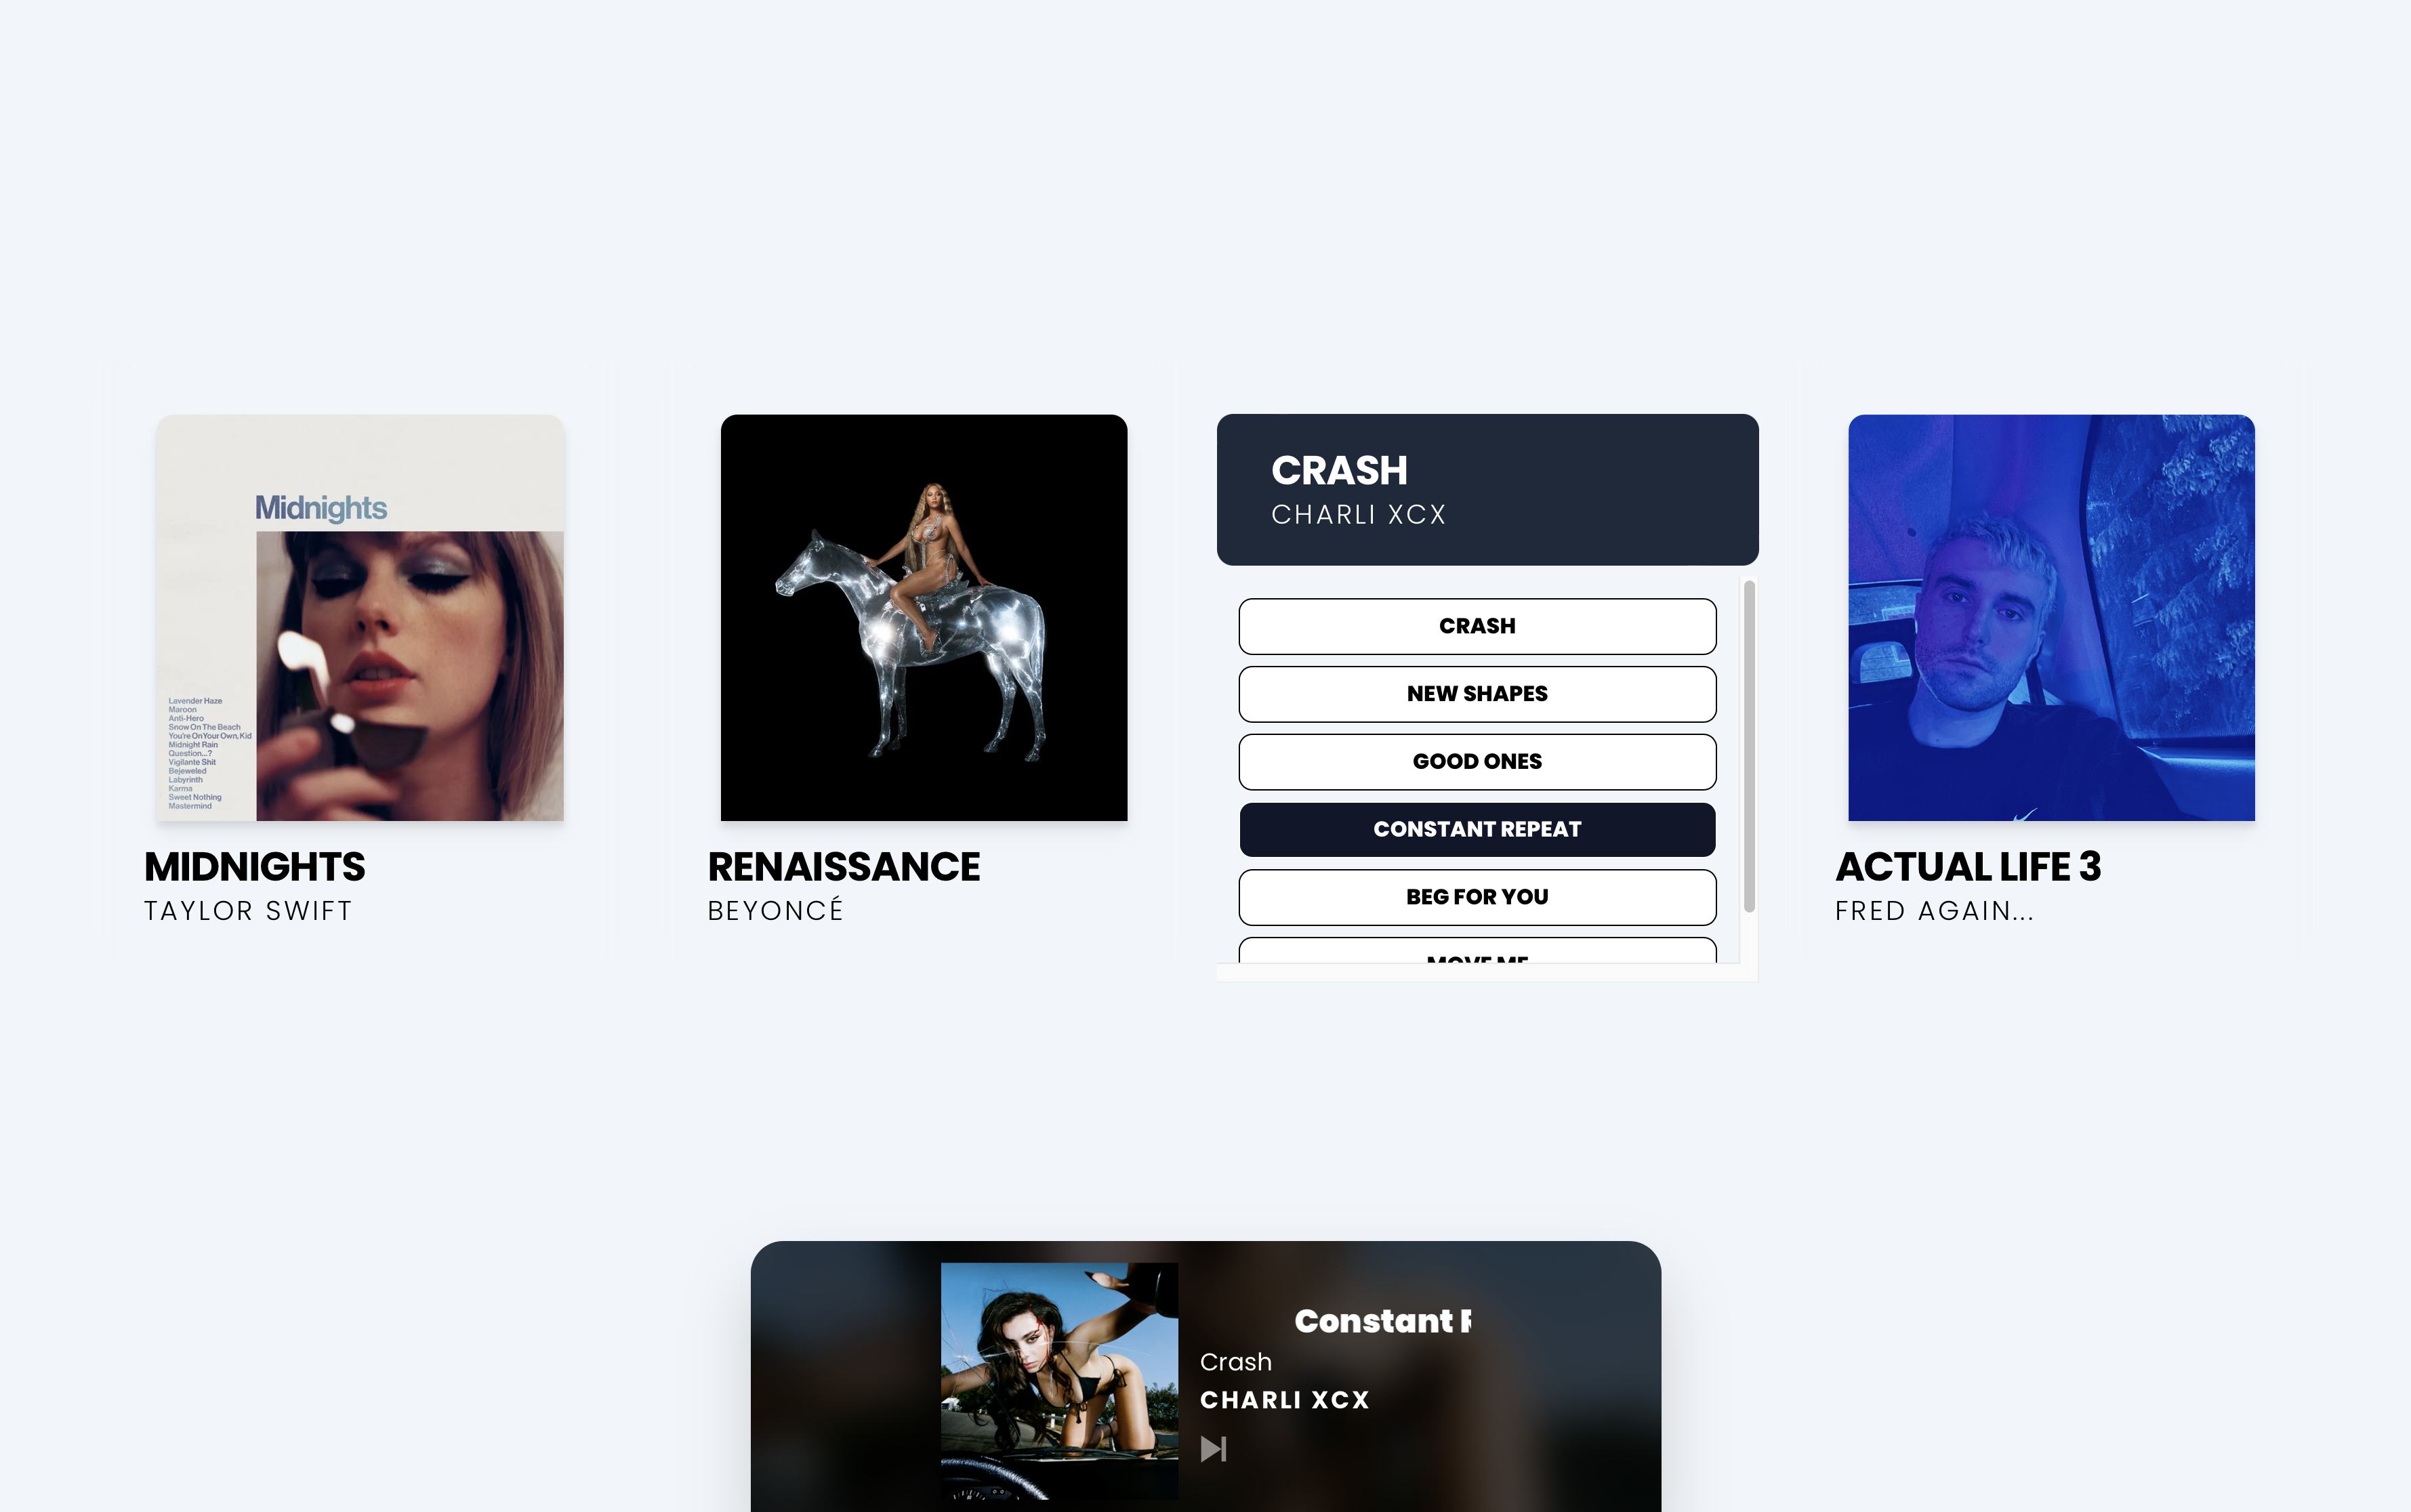 Midnights
Lavender Haze
Maroon
Anti-Hero
Snow On The Beach
You're On Your Own, Kid
Midnight Rain
Question...?
Vigilante Shit
Bejeweled
Labyrinth
Karma
Sweet Nothing
Mastermind
MIDNIGHTS
TAYLOR SWIFT
RENAISSANCE
BEYONCÉ
CRASH
CHARLI XCX
CRASH
NEW SHAPES
GOOD ONES
CONSTANT REPEAT
BEG FOR YOU
MOVE ME
ACTUAL LIFE 3
FRED AGAIN...
Constant R
Crash
CHARLI XCX